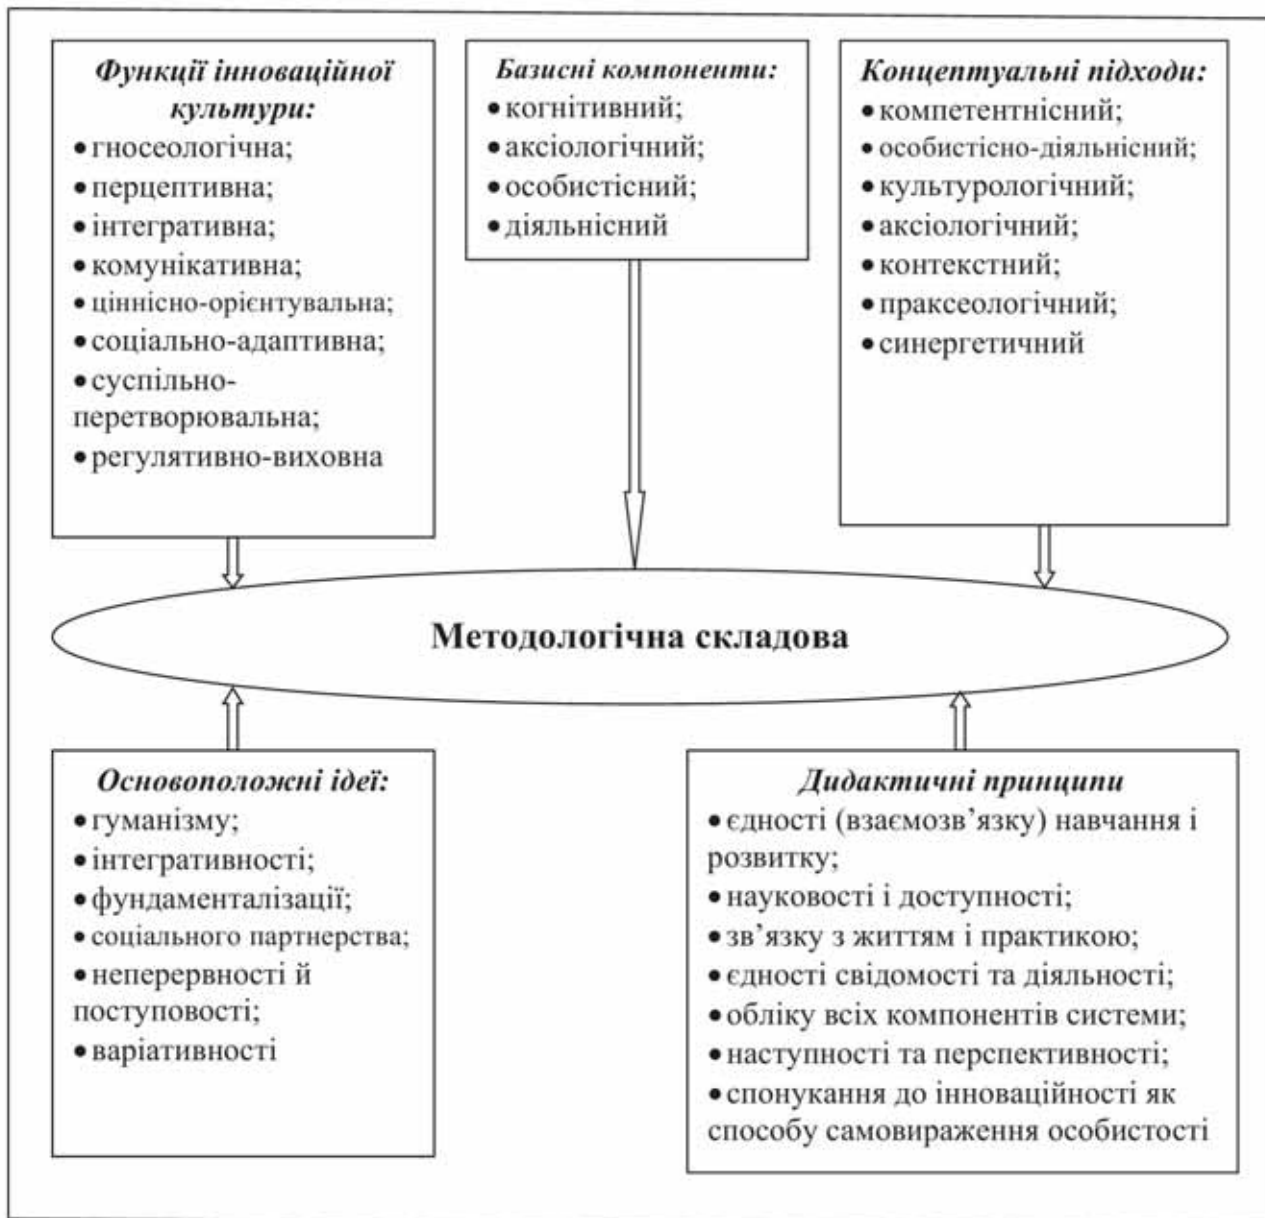 Функції інноваційної
культури:
• гносеологічна;
• перцептивна;
• інтегративна;
• комунікативна;
• ціннісно-орієнтувальна;
• соціально-адаптивна;
• суспільно-
перетворювальна;
• регулятивно-виховна
Базисні компоненти:
• когнітивний;
• аксіологічний;
• особистісний;
• діяльнісний
Концептуальні підходи:
• компетентнісний;
• особистісно-діяльнісний;
• культурологічний;
• аксіологічний;
• контекстний;
• праксеологічний;
• синергетичний
Методологічна складова
Основоположні ідеї:
• гуманізму;
• інтегративності;
• фундаменталізації;
• соціального партнерства;
• неперервності й
поступовості;
• варіативності
Дидактичні принципи
• єдності (взаємозв’язку) навчання і
розвитку;
• науковості і доступності;
• зв’язку з життям і практикою;
• єдності свідомості та діяльності;
• обліку всіх компонентів системи;
• наступності та перспективності;
• спонукання до інноваційності як
способу самовираження особистості